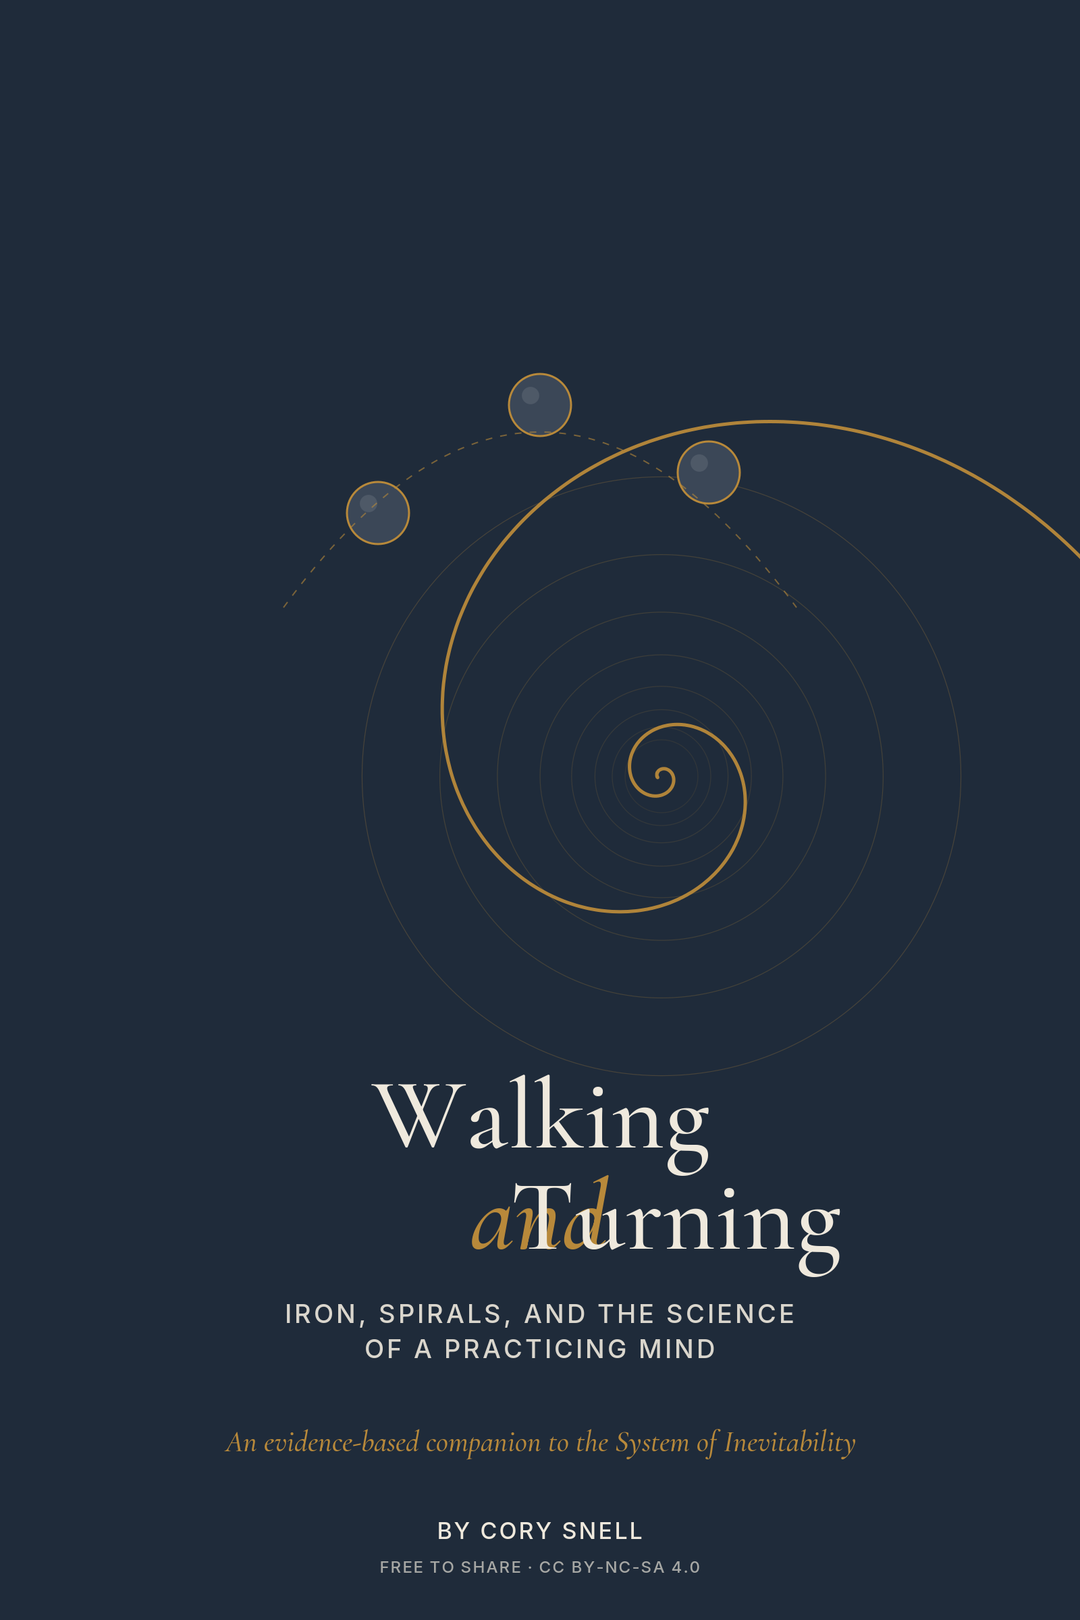 Walking
and Turning
IRON, SPIRALS, AND THE SCIENCE
OF A PRACTICING MIND
An evidence-based companion to the System of Inevitability
BY CORY SNELL
FREE TO SHARE · CC BY-NC-SA 4.0